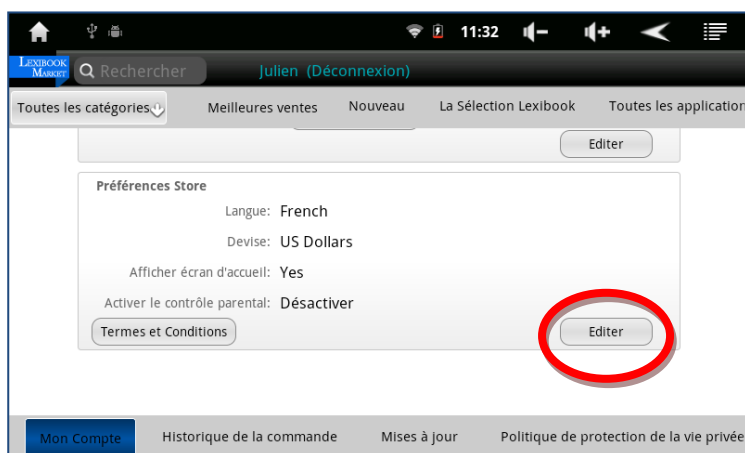 11:32
LEXIBOOK
MARKET
Rechercher
Julien (Déconnexion)
Toutes les catégories
Meilleures ventes
Nouveau
La Sélection Lexibook
Toutes les application
Editer
Préférences Store
Langue: French
Devise: US Dollars
Afficher écran d'accueil: Yes
Activer le contrôle parental: Désactiver
Termes et Conditions
Editer
Mon Compte
Historique de la commande
Mises à jour
Politique de protection de la vie privée